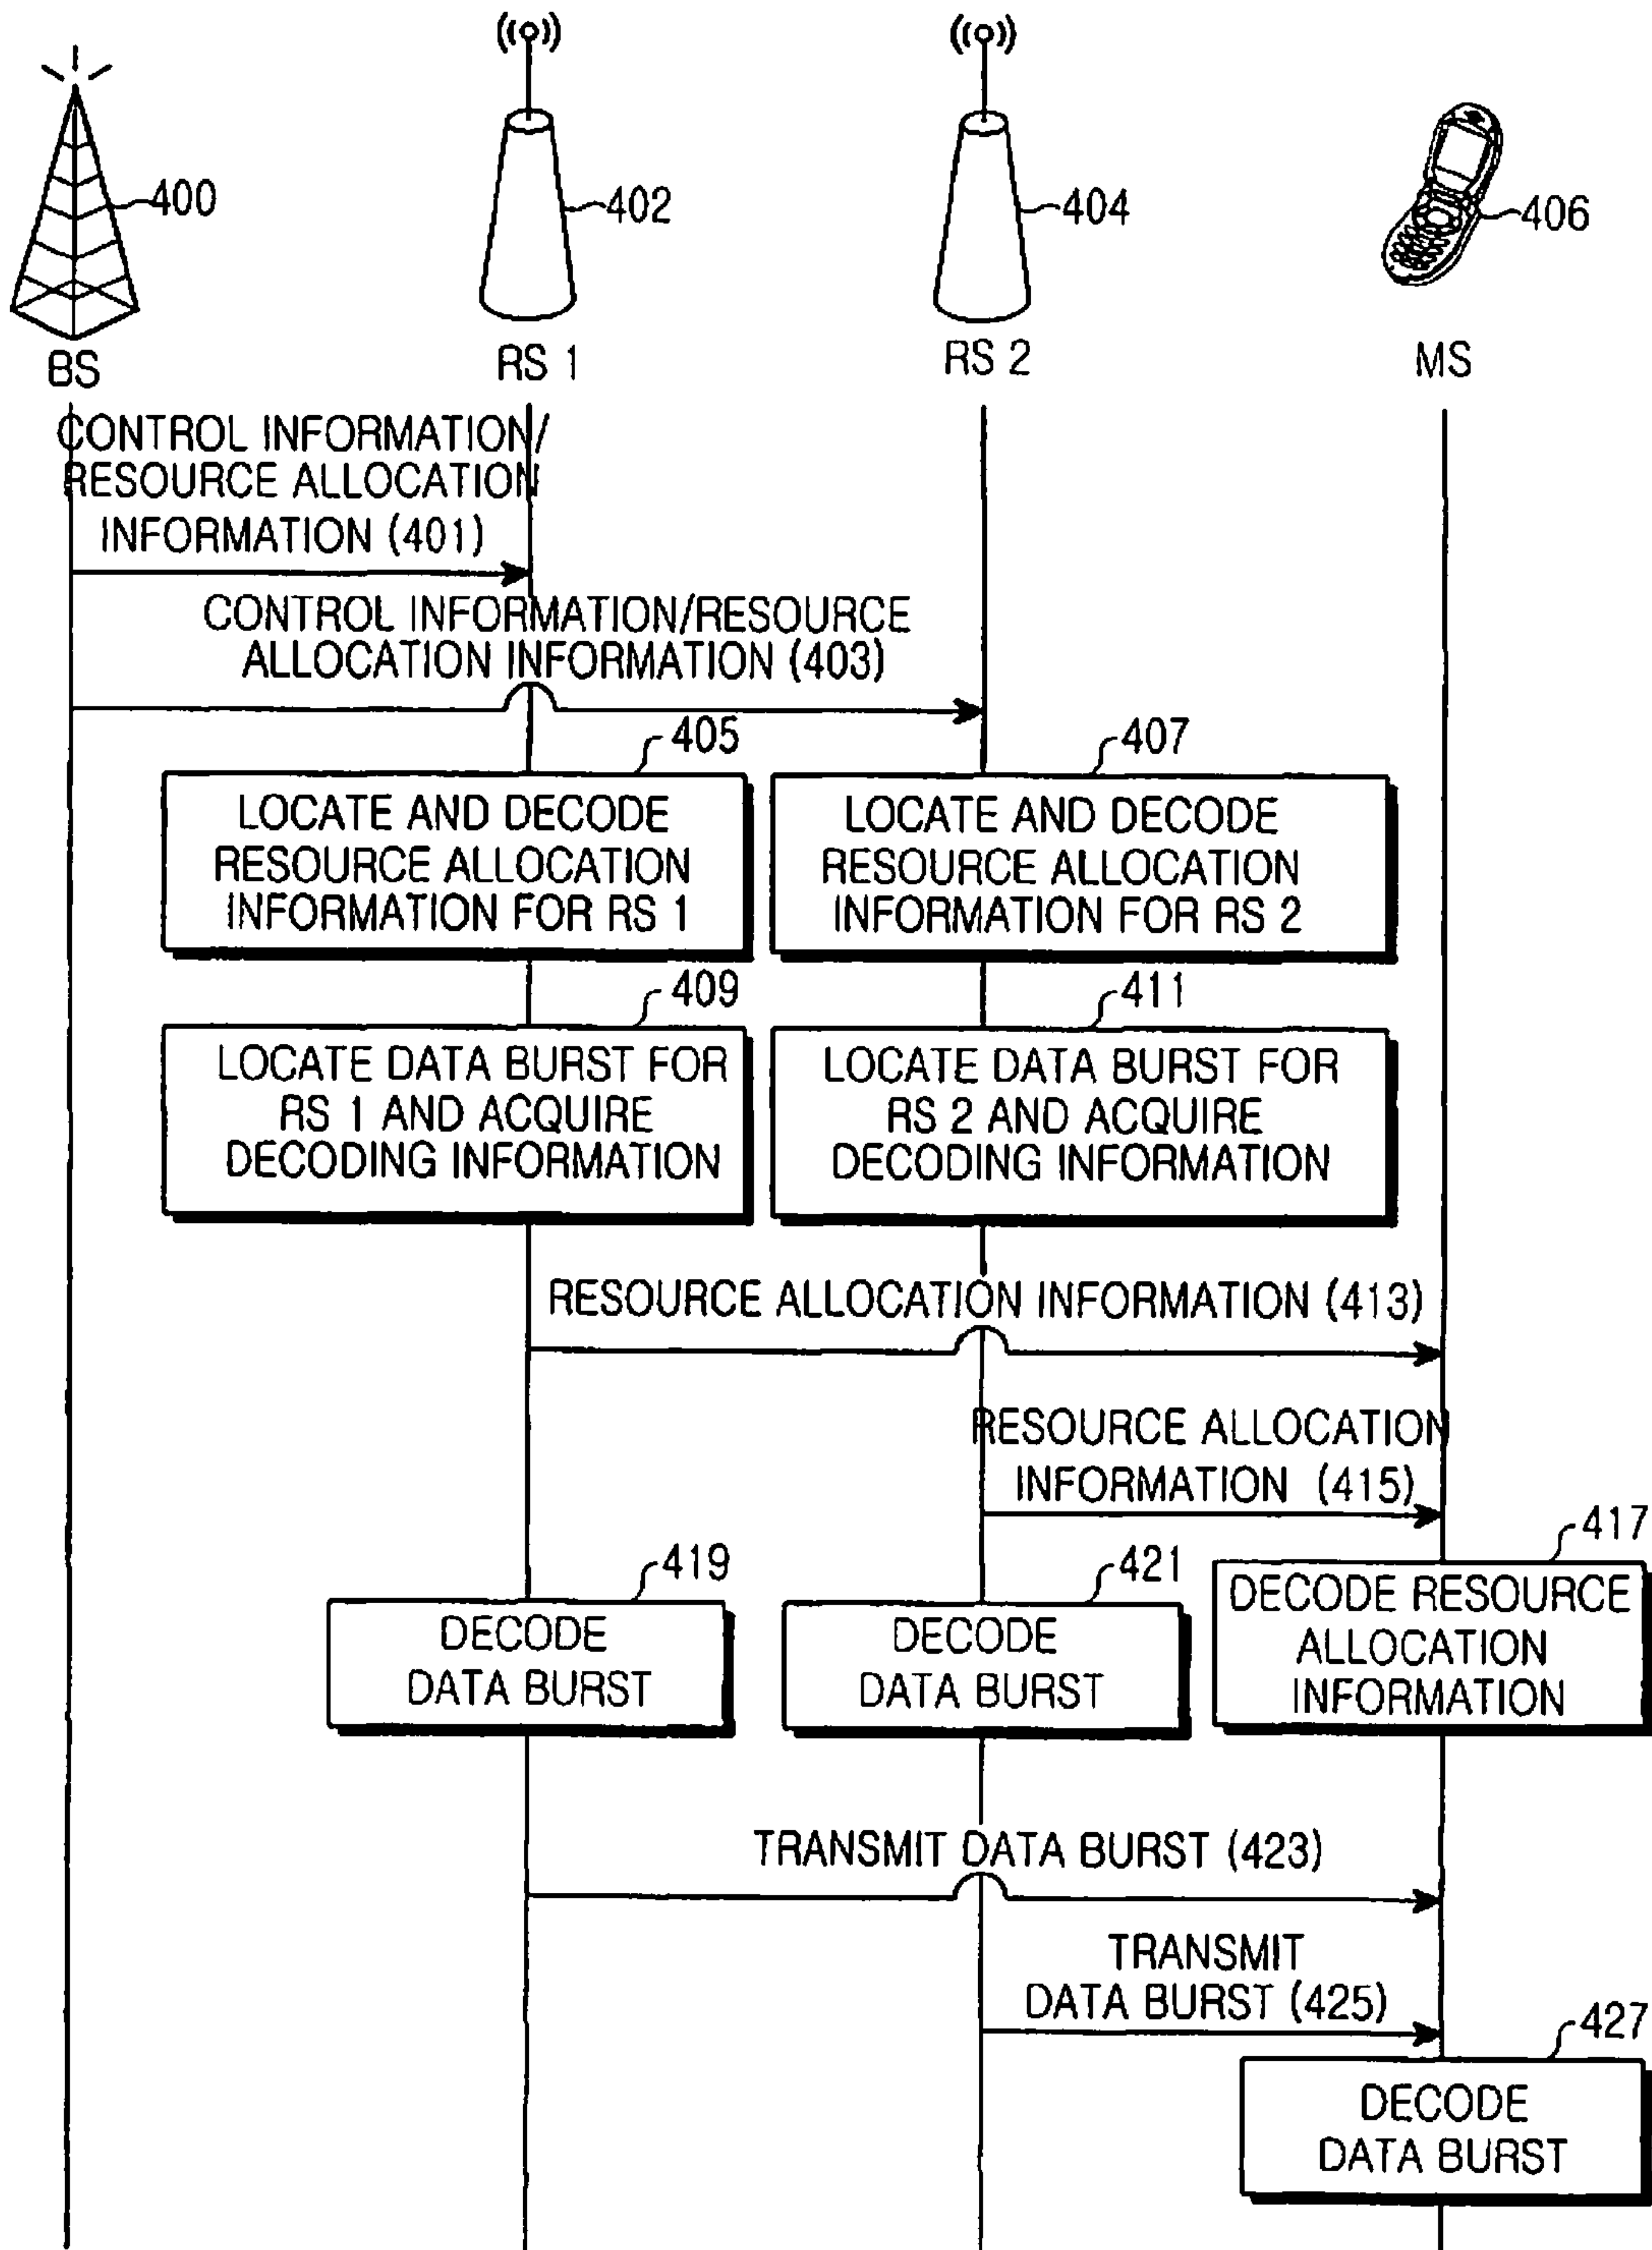 400
402
404
406
BS
RS 1
RS 2
MS
CONTROL INFORMATION/
RESOURCE ALLOCATION
INFORMATION (401)
CONTROL INFORMATION/RESOURCE
ALLOCATION INFORMATION (403)
405
LOCATE AND DECODE
RESOURCE ALLOCATION
INFORMATION FOR RS 1
407
LOCATE AND DECODE
RESOURCE ALLOCATION
INFORMATION FOR RS 2
409
LOCATE DATA BURST FOR
RS 1 AND ACQUIRE
DECODING INFORMATION
411
LOCATE DATA BURST FOR
RS 2 AND ACQUIRE
DECODING INFORMATION
RESOURCE ALLOCATION INFORMATION (413)
RESOURCE ALLOCATION
INFORMATION (415)
419
DECODE
DATA BURST
421
DECODE
DATA BURST
417
DECODE RESOURCE
ALLOCATION
INFORMATION
TRANSMIT DATA BURST (423)
TRANSMIT
DATA BURST (425)
427
DECODE
DATA BURST